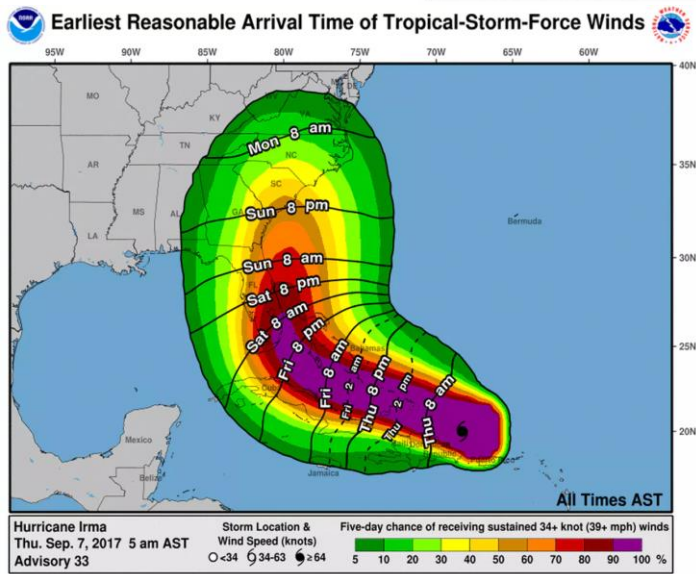 Earliest Reasonable Arrival Time of Tropical-Storm-Force Winds
95W 90W 85W 80W 75W 70W 65W 60W
40N
35N
30N
25N
20N
MO
KY
VA
DE
TN
NC
AR
SC
MS
AL
GA
LA
FL
Bermuda
Bahamas
Cuba
Mexico
Belize
Jamaica
Mon 8 am
Sun 8 pm
Sun 8 am
Sat 8 pm
Sat 8 am
Fri 8 pm
Fri 8 am
Fri 2 am
Thu 8 pm
Thu 2 pm
Thu 8 am
All Times AST
Hurricane Irma
Thu. Sep. 7, 2017 5 am AST
Advisory 33
Storm Location &
Wind Speed (knots)
<34 34-63 ≥64
Five-day chance of receiving sustained 34+ knot (39+ mph) winds
5 10 20 30 40 50 60 70 80 90 100 %